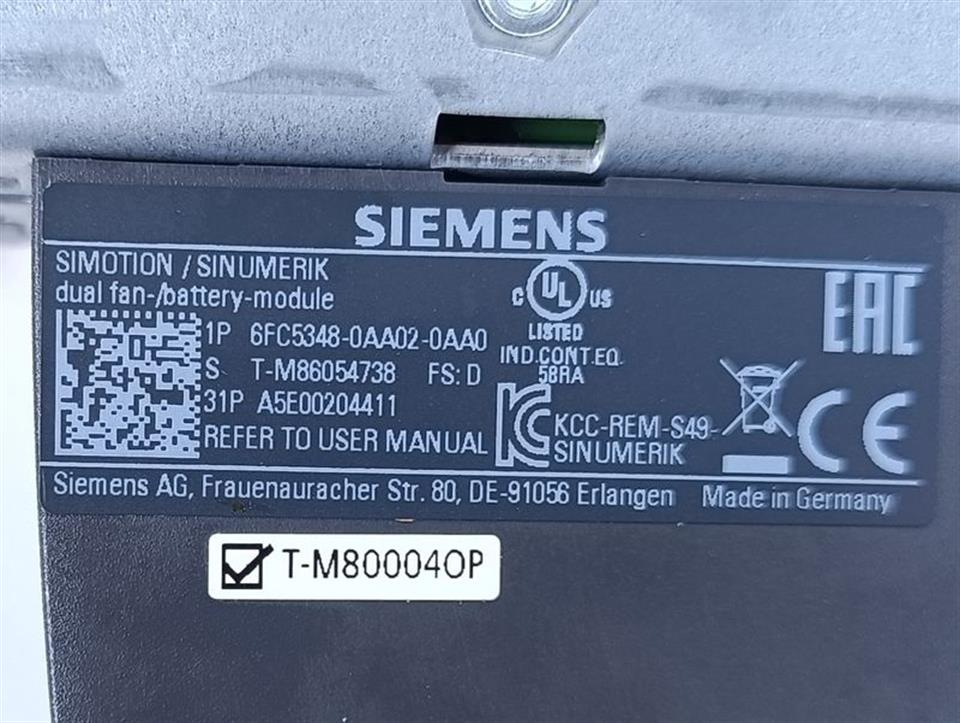 SIEMENS
SIMOTION / SINUMERIK
dual fan-/battery-module
1P 6FC5348-0AA02-0AA0
S T-M86054738 FS: D
31P A5E00204411
REFER TO USER MANUAL
C UL US
LISTED
IND.CONT.EQ.
58RA
EAC
KCC-REM-S49-
SINUMERIK
CE
Siemens AG, Frauenauracher Str. 80, DE-91056 Erlangen Made in Germany
T-M80004OP